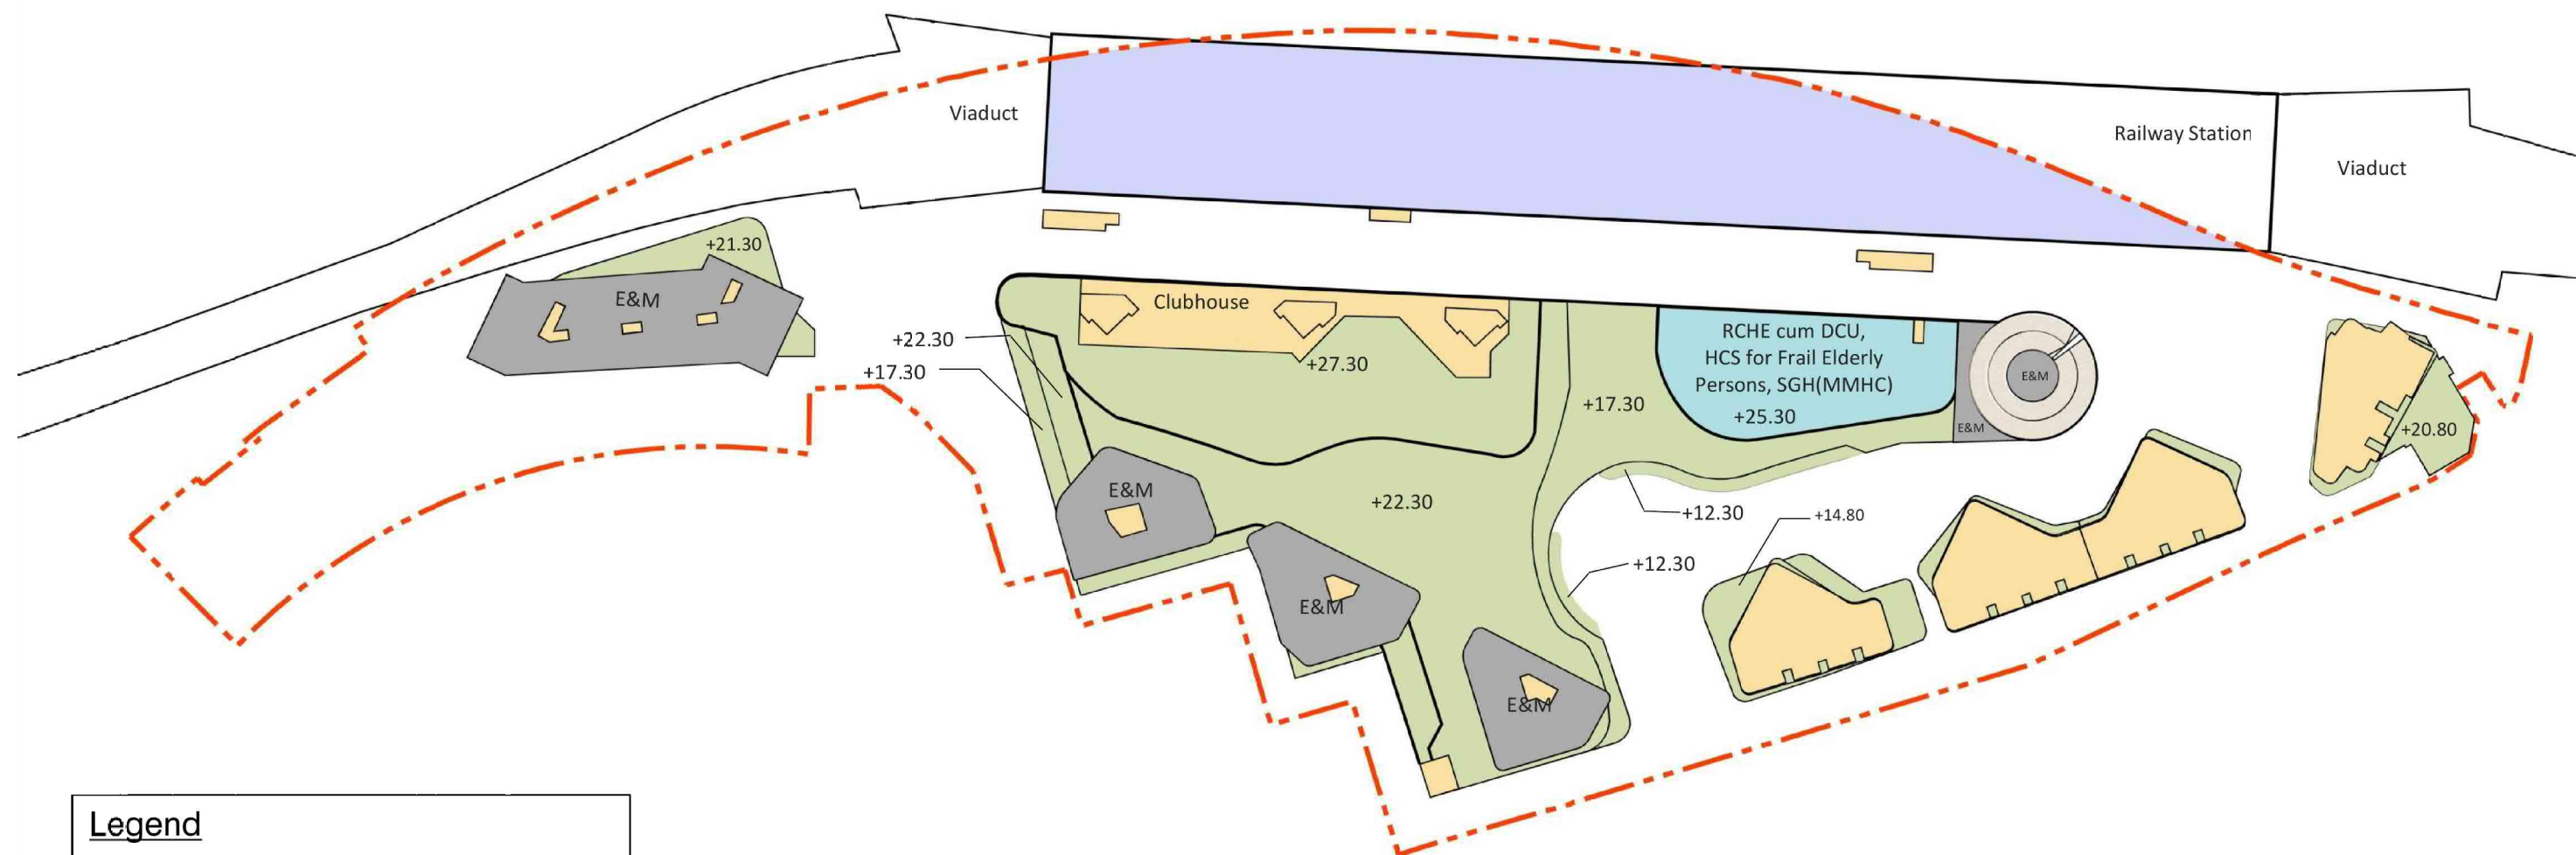 Viaduct
Railway Station
Viaduct
+21.30
E&M
Clubhouse
+22.30
+17.30
+27.30
RCHE cum DCU,
HCS for Frail Elderly
Persons, SGH(MMHC)
+25.30
+17.30
E&M
E&M
+20.80
E&M
+22.30
+12.30
+14.80
+12.30
E&M
E&M
Legend